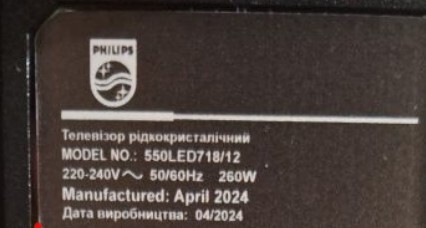 PHILIPS
Телевізор рідкокристалічний
MODEL NO.: 55OLED718/12
220-240V∼ 50/60Hz 260W
Manufactured: April 2024
Дата виробництва: 04/2024